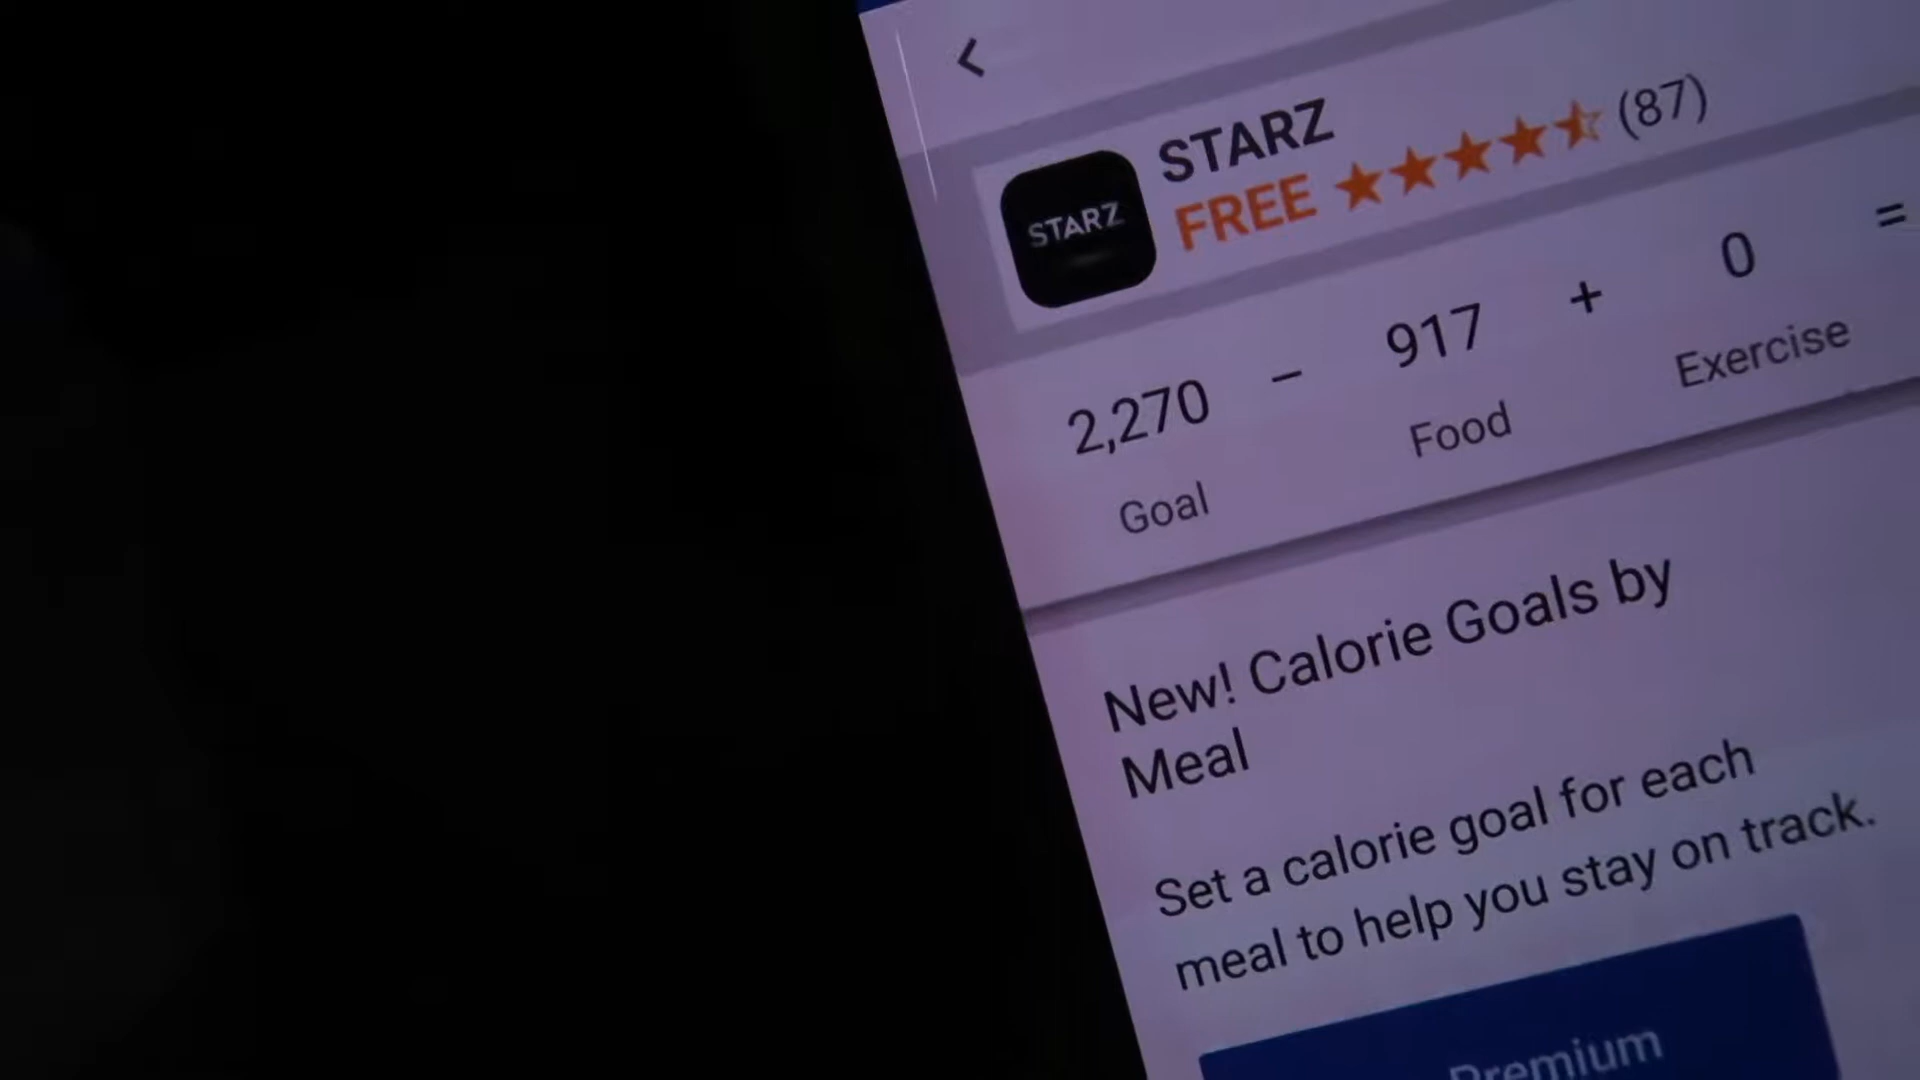 STARZ
STARZ
FREE (87)
2,270 - 917 + 0 =
Goal Food Exercise
New! Calorie Goals by
Meal
Set a calorie goal for each
meal to help you stay on track.
Premium